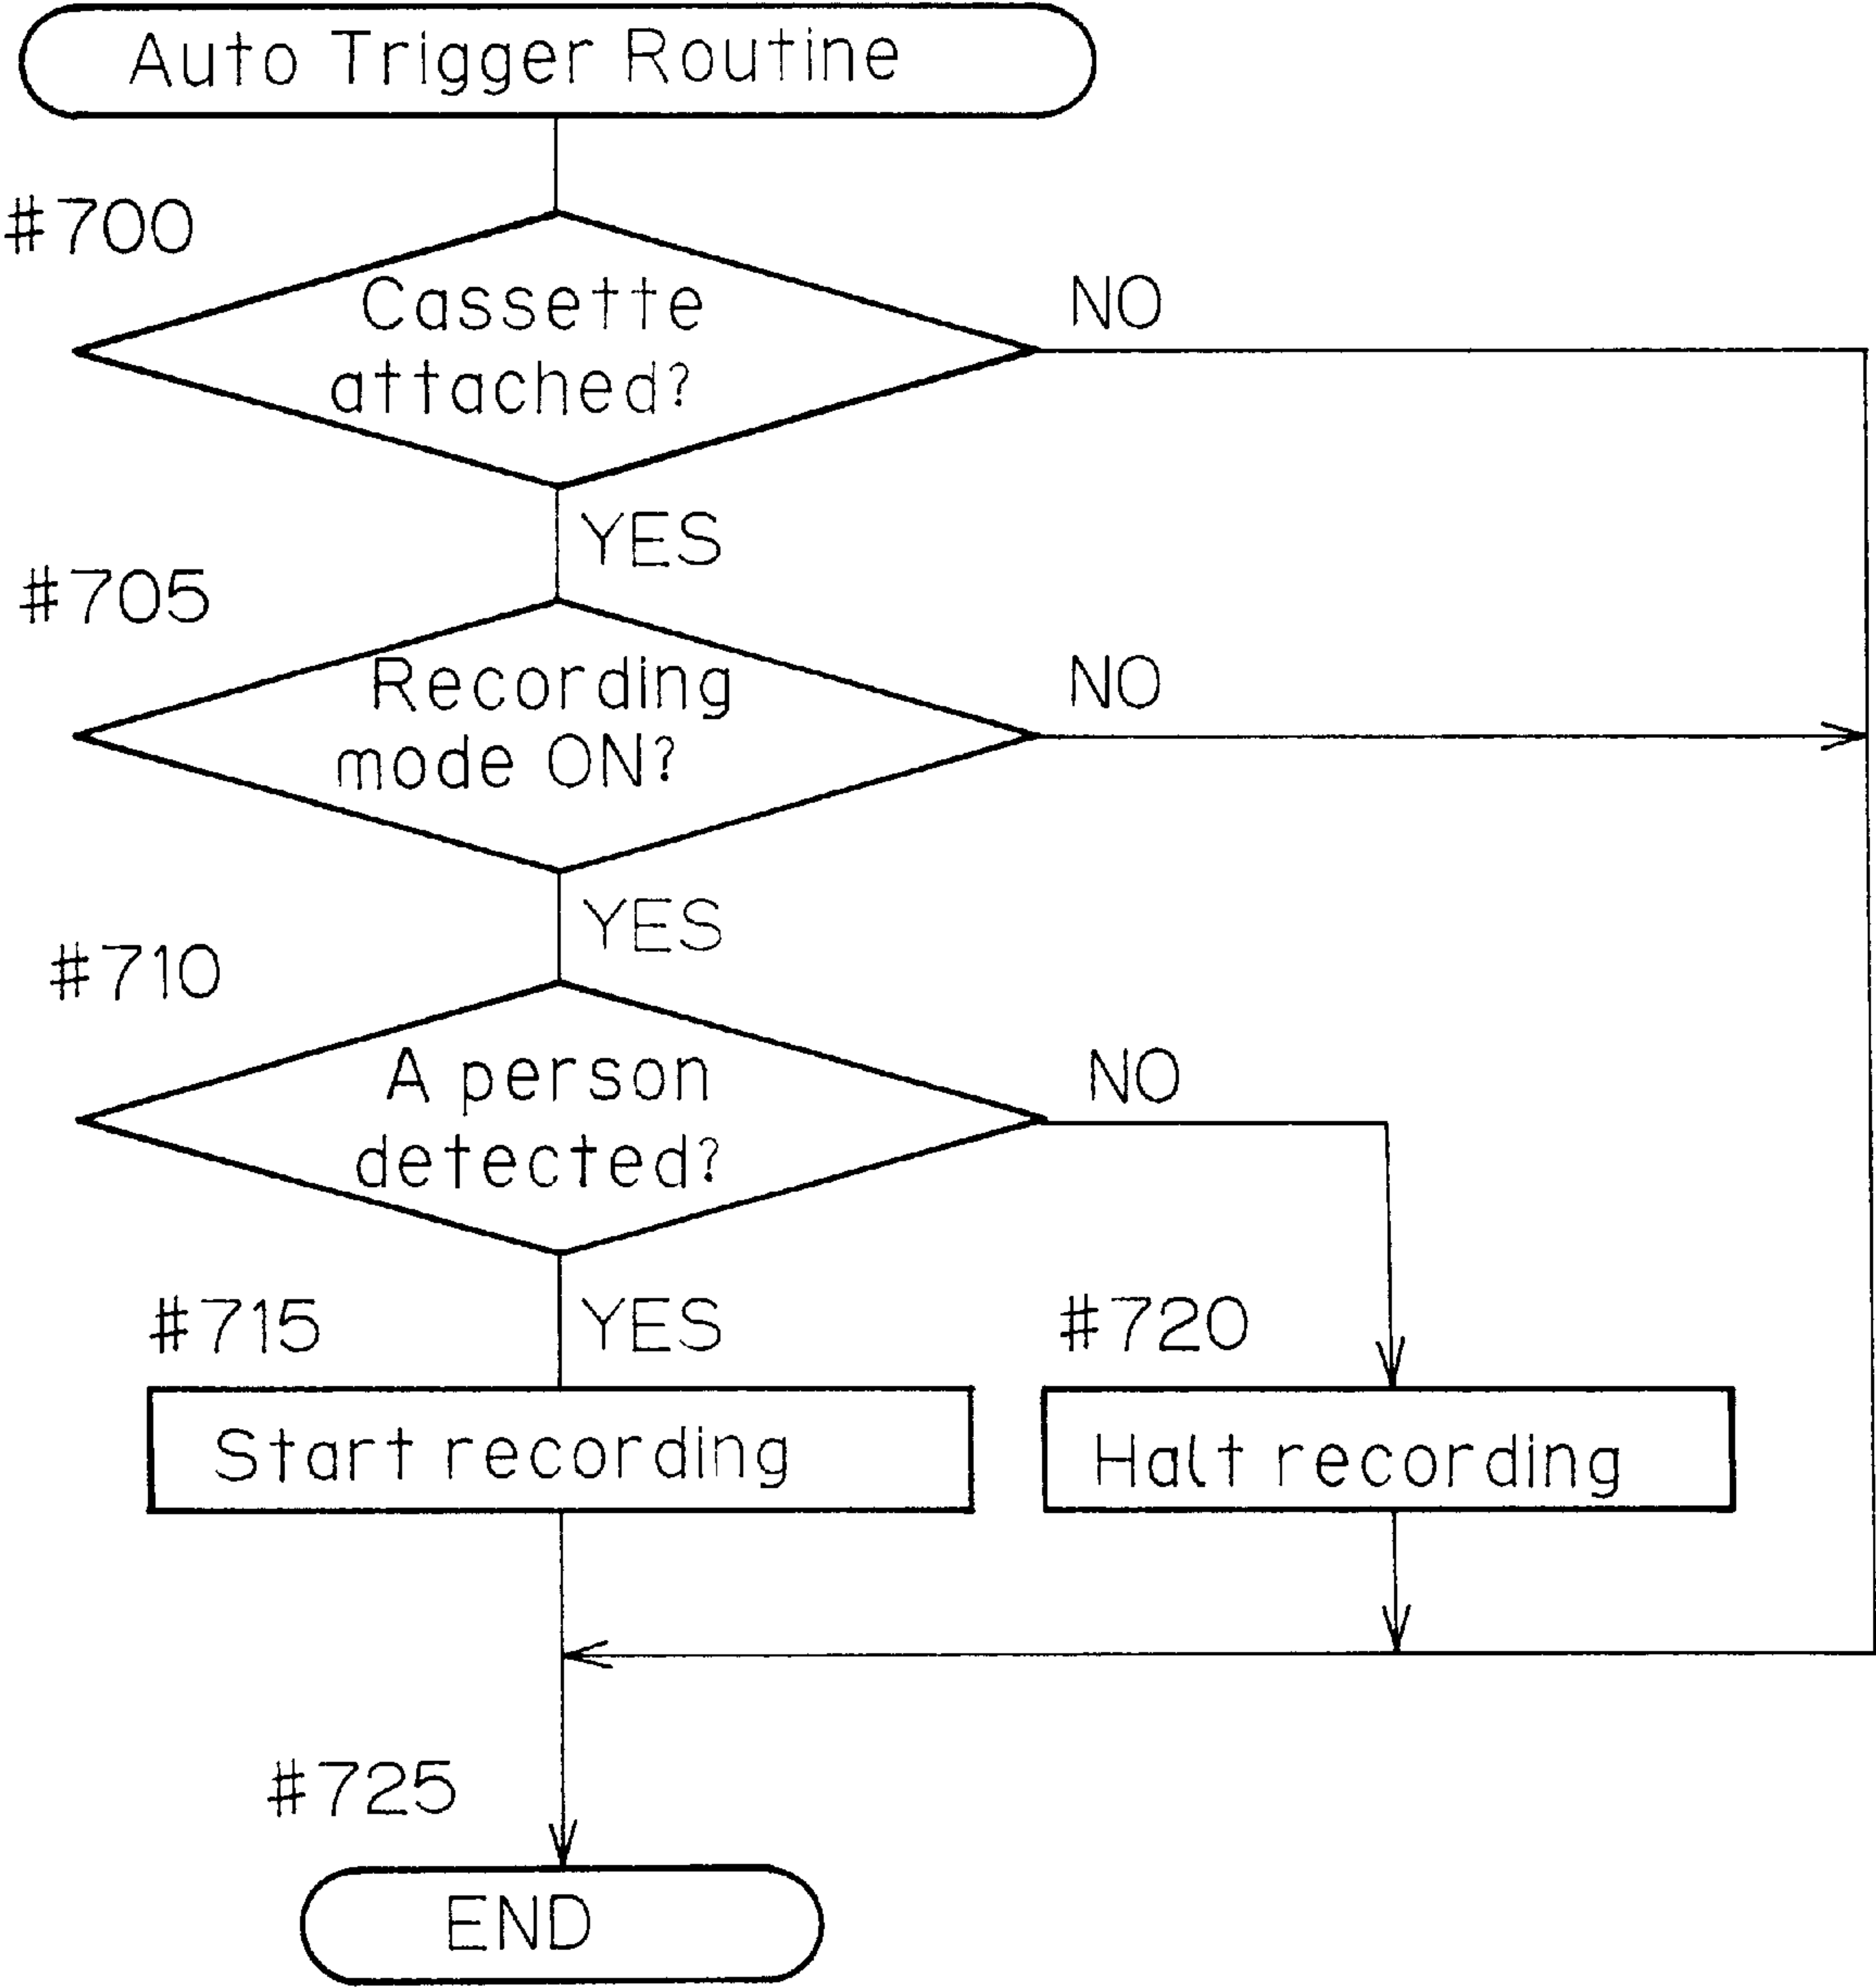 Auto Trigger Routine
#700
Cassette
attached?
NO
YES
#705
Recording
mode ON?
NO
YES
#710
A person
detected?
NO
YES
#715
#720
Start recording
Halt recording
#725
END